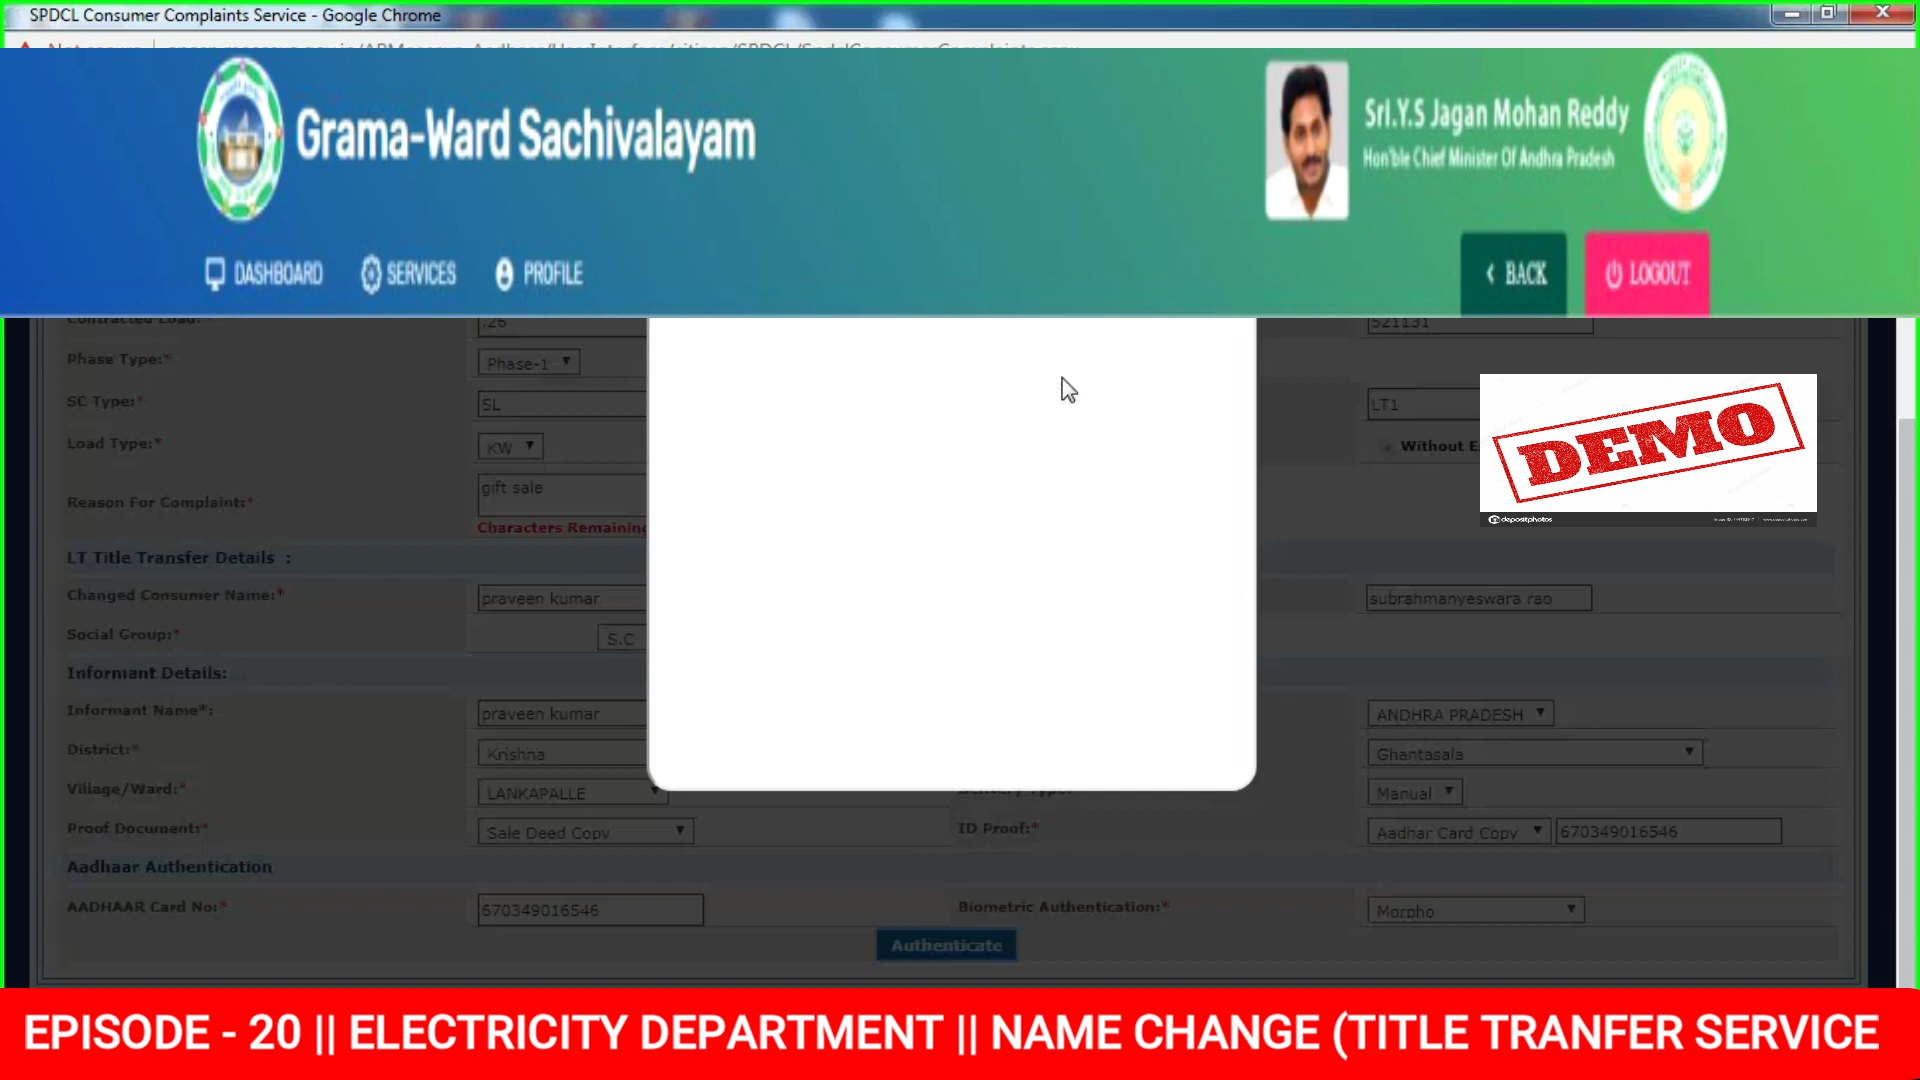 SPDCL Consumer Complaints Service - Google Chrome
Grama-Ward Sachivalayam
SrI.Y.S Jagan Mohan Reddy
Hon'ble Chief Minister Of Andhra Pradesh
DASHBOARD SERVICES PROFILE
BACK LOGOUT
Contracted Load:* .26 521131
Phase Type:* Phase-1
SC Type:* SL LT1
Load Type:* KW Without E
Reason For Complaint:* gift sale
Characters Remaining
DEMO
depositphotos
LT Title Transfer Details :
Changed Consumer Name:* praveen kumar subrahmanyeswara rao
Social Group:* S.C
Informant Details:
Informant Name*: praveen kumar ANDHRA PRADESH
District:* Krishna Ghantasala
Village/Ward:* LANKAPALLE Delivery Type:* Manual
Proof Document:* Sale Deed Copy ID Proof:* Aadhar Card Copy 670349016546
Aadhaar Authentication
AADHAAR Card No:* 670349016546 Biometric Authentication:* Morpho
Authenticate
EPISODE - 20 || ELECTRICITY DEPARTMENT || NAME CHANGE (TITLE TRANFER SERVICE